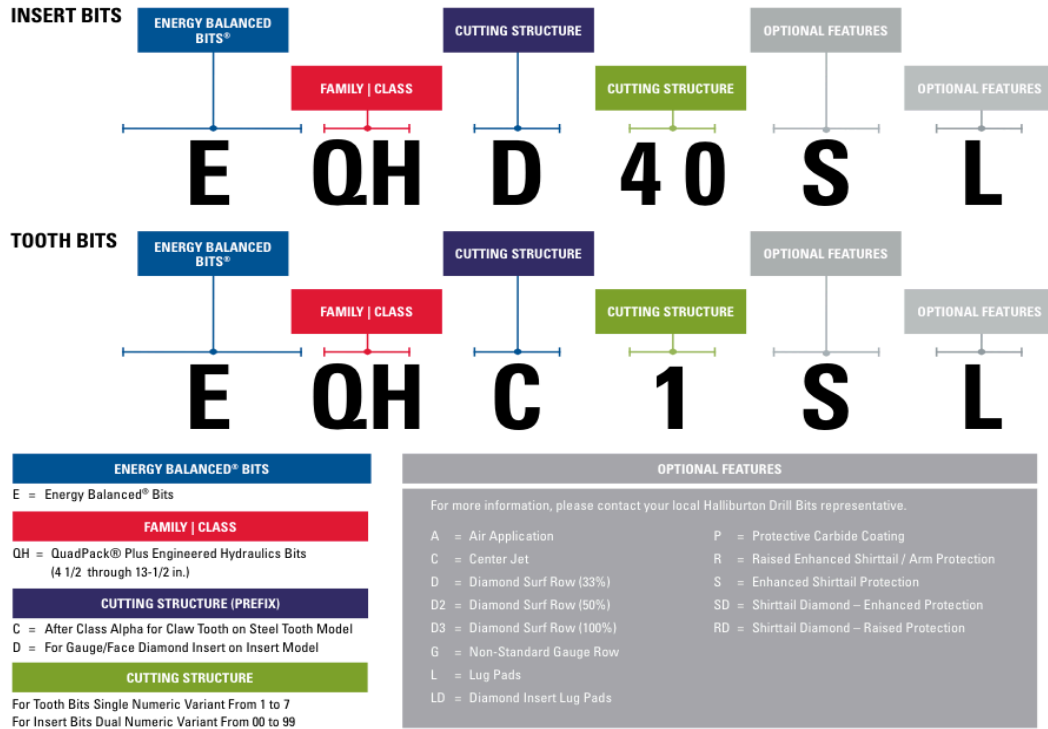 INSERT BITS
ENERGY BALANCED
BITS®
CUTTING STRUCTURE
OPTIONAL FEATURES
FAMILY | CLASS
CUTTING STRUCTURE
OPTIONAL FEATURES
E QH D 4 0 S L
TOOTH BITS
ENERGY BALANCED
BITS®
CUTTING STRUCTURE
OPTIONAL FEATURES
FAMILY | CLASS
CUTTING STRUCTURE
OPTIONAL FEATURES
E QH C 1 S L
ENERGY BALANCED® BITS
E = Energy Balanced® Bits
FAMILY | CLASS
QH = QuadPack® Plus Engineered Hydraulics Bits
(4 1/2 through 13-1/2 in.)
CUTTING STRUCTURE (PREFIX)
C = After Class Alpha for Claw Tooth on Steel Tooth Model
D = For Gauge/Face Diamond Insert on Insert Model
CUTTING STRUCTURE
For Tooth Bits Single Numeric Variant From 1 to 7
For Insert Bits Dual Numeric Variant From 00 to 99
OPTIONAL FEATURES
For more information, please contact your local Halliburton Drill Bits representative.
A = Air Application
C = Center Jet
D = Diamond Surf Row (33%)
D2 = Diamond Surf Row (50%)
D3 = Diamond Surf Row (100%)
G = Non-Standard Gauge Row
L = Lug Pads
LD = Diamond Insert Lug Pads
P = Protective Carbide Coating
R = Raised Enhanced Shirttail / Arm Protection
S = Enhanced Shirttail Protection
SD = Shirttail Diamond – Enhanced Protection
RD = Shirttail Diamond – Raised Protection